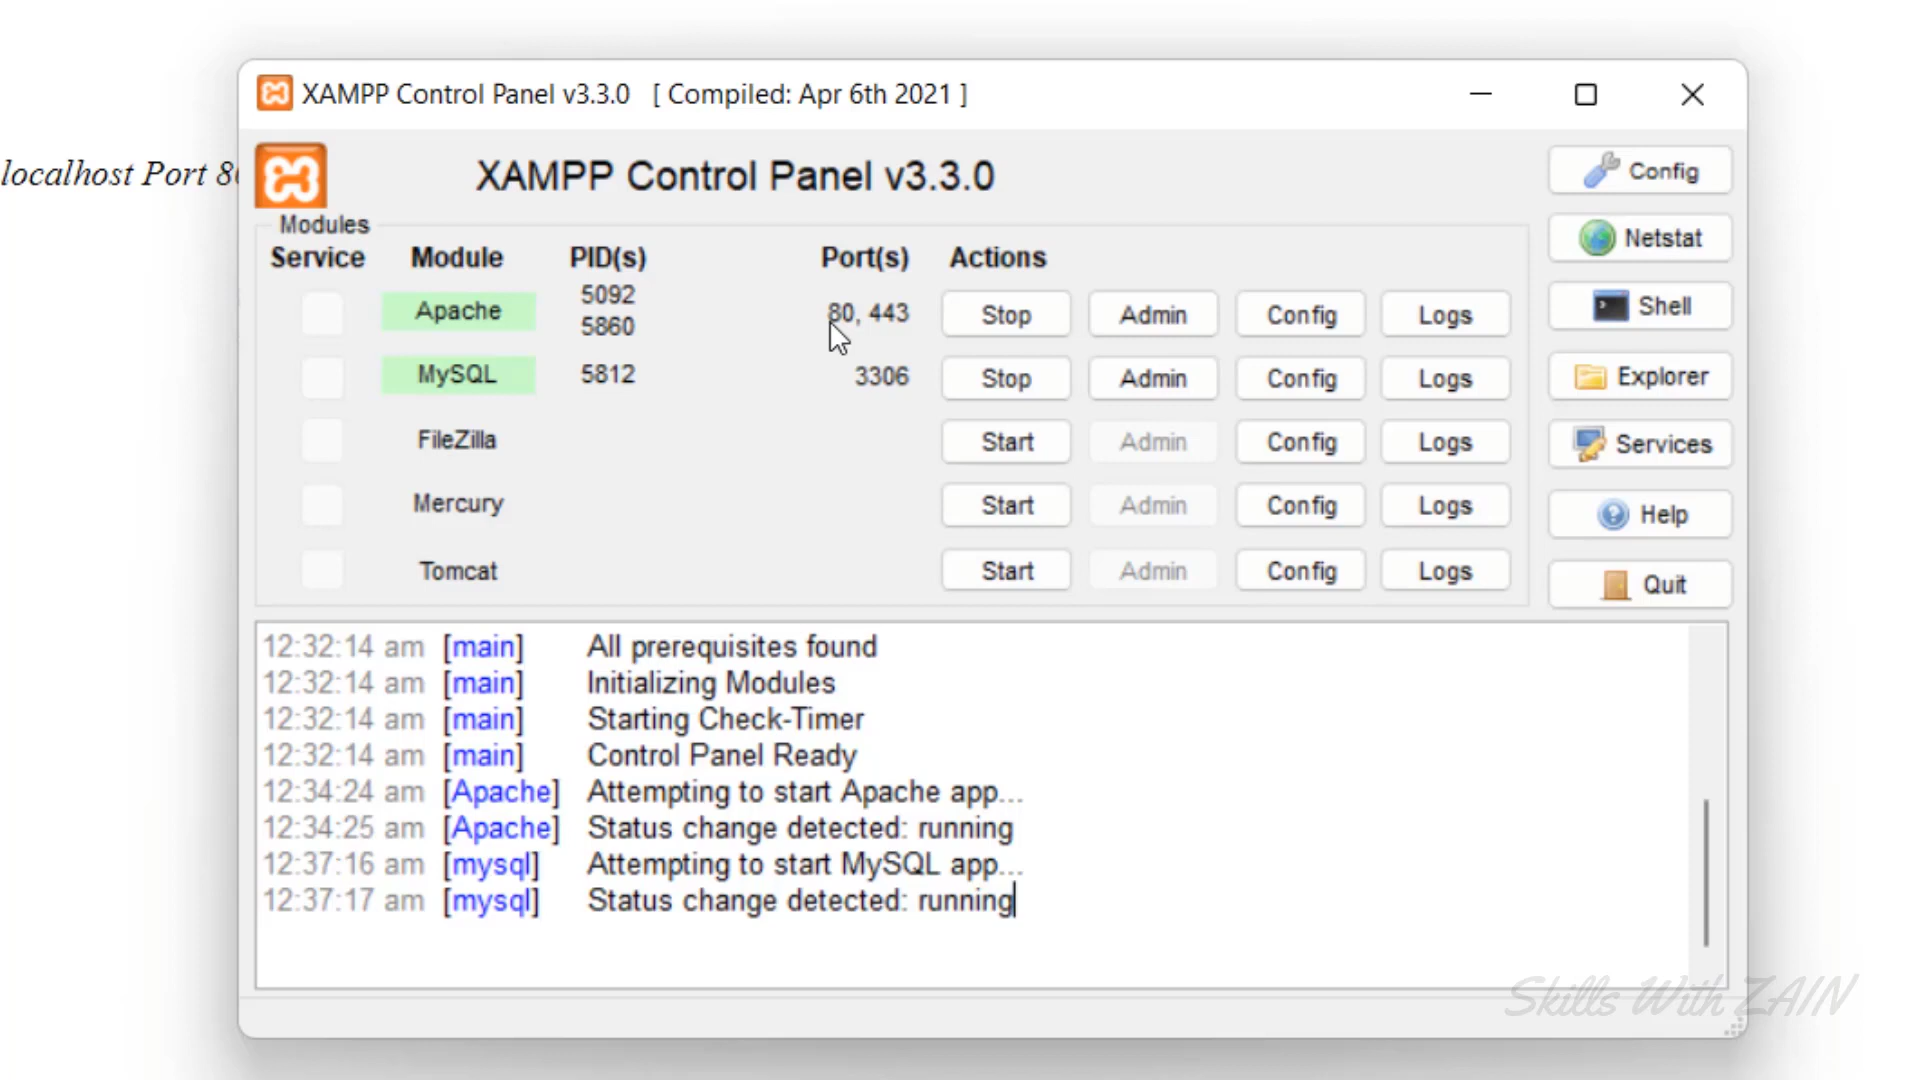 XAMPP Control Panel v3.3.0 [ Compiled: Apr 6th 2021 ]
localhost Port
XAMPP Control Panel v3.3.0
Config
Modules
Netstat
Service Module PID(s) Port(s) Actions
Apache 5092 5860 80, 443 Stop Admin Config Logs
Shell
MySQL 5812 3306 Stop Admin Config Logs
Explorer
FileZilla Start Admin Config Logs
Services
Mercury Start Admin Config Logs
Help
Tomcat Start Admin Config Logs
Quit
12:32:14 am [main] All prerequisites found
12:32:14 am [main] Initializing Modules
12:32:14 am [main] Starting Check-Timer
12:32:14 am [main] Control Panel Ready
12:34:24 am [Apache] Attempting to start Apache app...
12:34:25 am [Apache] Status change detected: running
12:37:16 am [mysql] Attempting to start MySQL app...
12:37:17 am [mysql] Status change detected: running
Skills With ZAIN